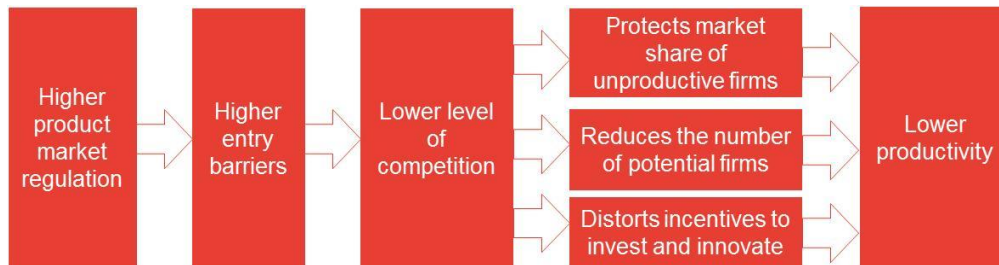 Higher
product
market
regulation
Higher
entry
barriers
Lower level
of
competition
Protects market
share of
unproductive firms
Reduces the number
of potential firms
Distorts incentives to
invest and innovate
Lower
productivity